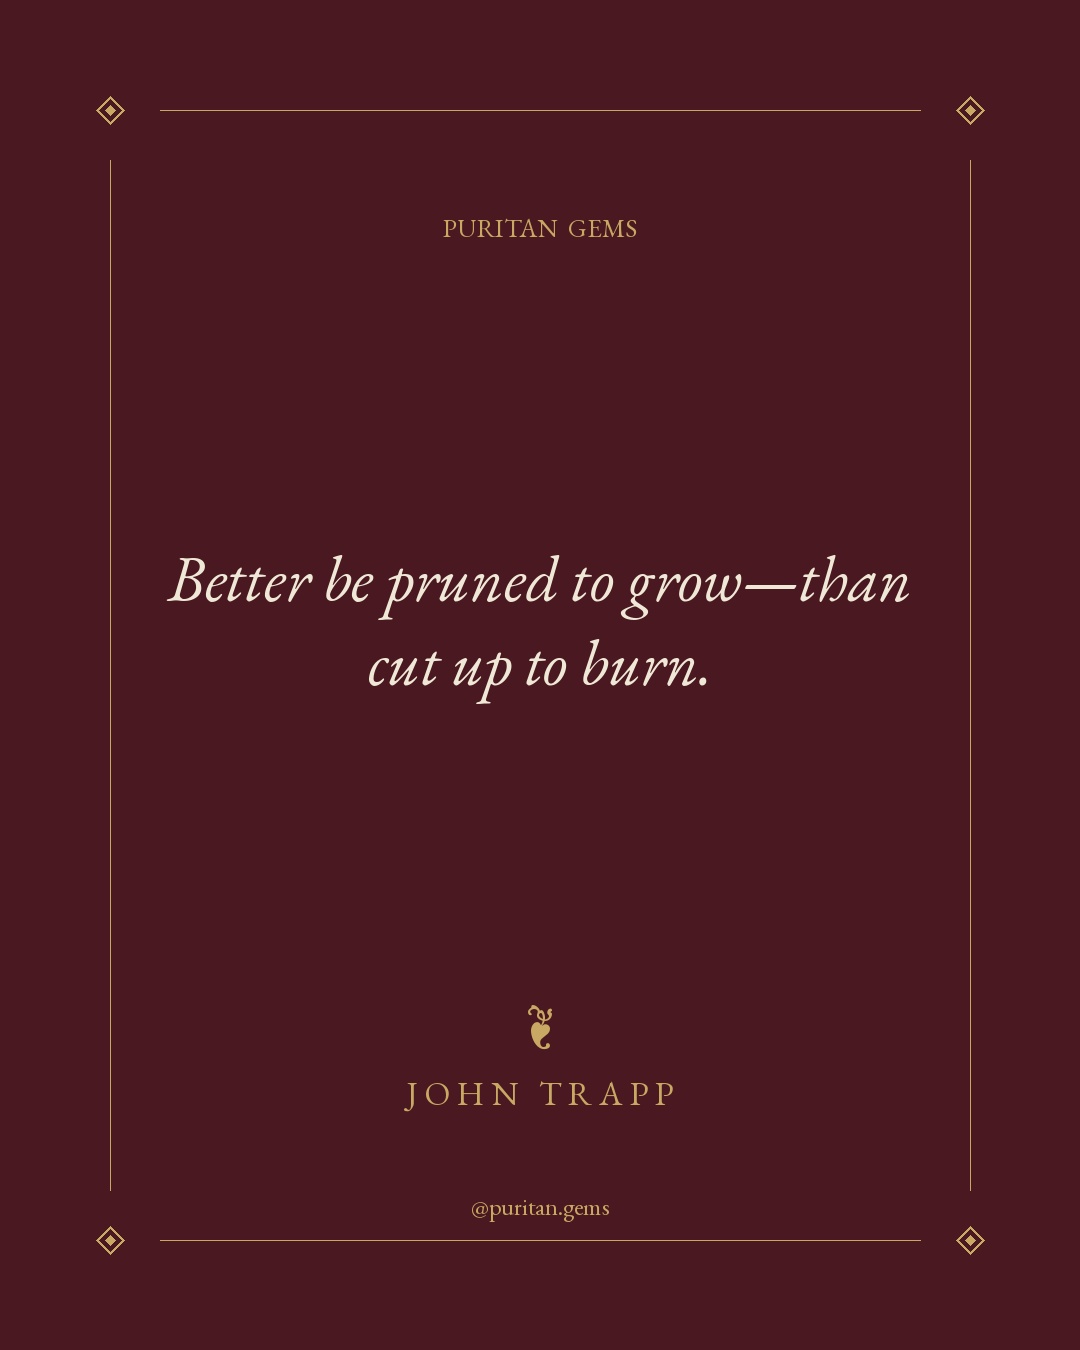 PURITAN GEMS
Better be pruned to grow—than
cut up to burn.
JOHN TRAPP
@puritan.gems